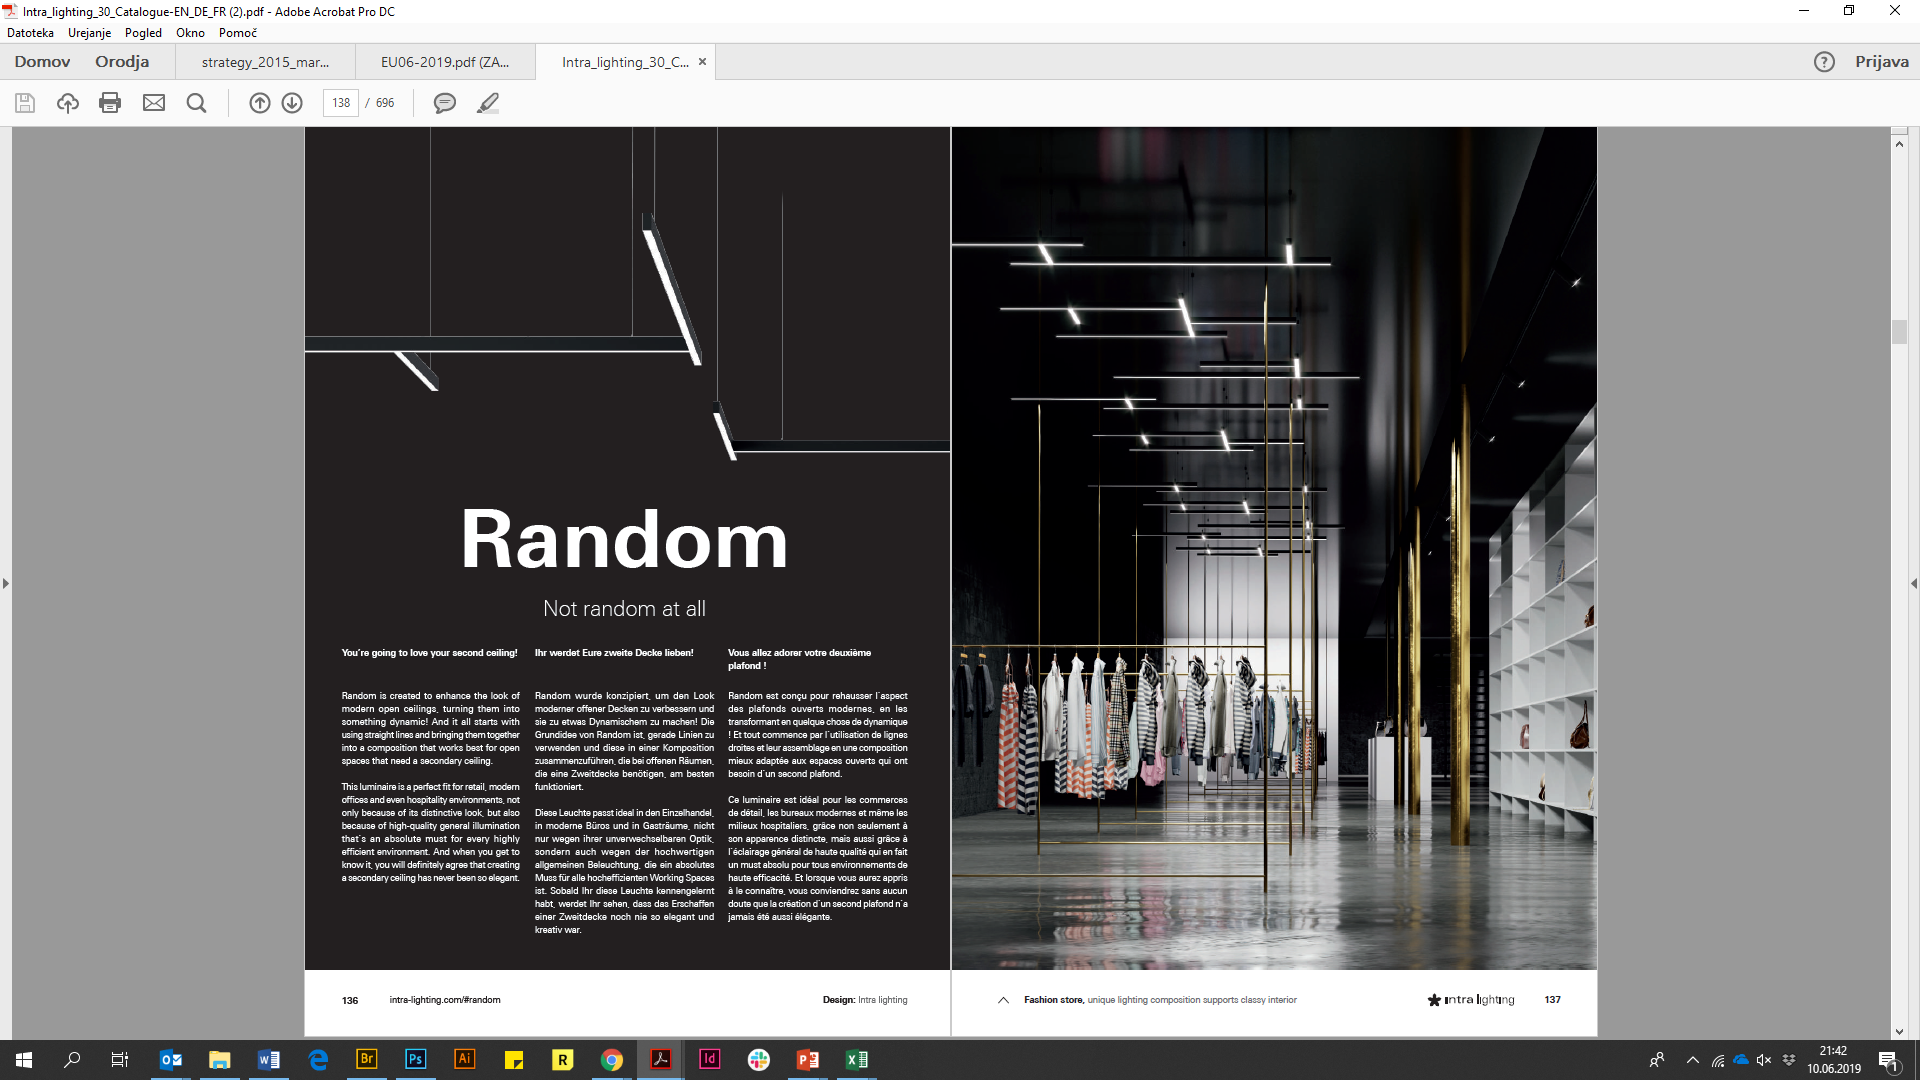 Intra_lighting_30_Catalogue-EN_DE_FR (2).pdf - Adobe Acrobat Pro DC
Datoteka Urejanje Pogled Okno Pomoč
Domov Orodja strategy_2015_mar... EU06-2019.pdf (ZA... Intra_lighting_30_C... × ? Prijava
138 / 696
Random
Not random at all
You're going to love your second ceiling!
Random is created to enhance the look of
modern open ceilings, turning them into
something dynamic! And it all starts with
using straight lines and bringing them together
into a composition that works best for open
spaces that need a secondary ceiling.
This luminaire is a perfect fit for retail, modern
offices and even hospitality environments, not
only because of its distinctive look, but also
because of high-quality general illumination
that's an absolute must for every highly
efficient environment. And when you get to
know it, you will definitely agree that creating
a secondary ceiling has never been so elegant.
Ihr werdet Eure zweite Decke lieben!
Random wurde konzipiert, um den Look
moderner offener Decken zu verbessern und
sie zu etwas Dynamischem zu machen! Die
Grundidee von Random ist, gerade Linien zu
verwenden und diese in einer Komposition
zusammenzuführen, die bei offenen Räumen,
die eine Zweitdecke benötigen, am besten
funktioniert.
Diese Leuchte passt ideal in den Einzelhandel,
in moderne Büros und in Gasträume, nicht
nur wegen ihrer unverwechselbaren Optik,
sondern auch wegen der hochwertigen
allgemeinen Beleuchtung, die ein absolutes
Muss für alle hocheffizienten Working Spaces
ist. Sobald Ihr diese Leuchte kennengelernt
habt, werdet Ihr sehen, dass das Erschaffen
einer Zweitdecke noch nie so elegant und
kreativ war.
Vous allez adorer votre deuxième
plafond !
Random est conçu pour rehausser l´aspect
des plafonds ouverts modernes, en les
transformant en quelque chose de dynamique
! Et tout commence par l´utilisation de lignes
droites et leur assemblage en une composition
mieux adaptée aux espaces ouverts qui ont
besoin d´un second plafond.
Ce luminaire est idéal pour les commerces
de détail, les bureaux modernes et même les
milieux hospitaliers, grâce non seulement à
son apparence distincte, mais aussi grâce à
l´éclairage général de haute qualité qui en fait
un must absolu pour tous environnements de
haute efficacité. Et lorsque vous aurez appris
à le connaître, vous conviendrez sans aucun
doute que la création d´un second plafond n´a
jamais été aussi élégante.
136 intra-lighting.com/#random Design: Intra lighting
Fashion store, unique lighting composition supports classy interior intra lighting 137
Br Ps Ai R Id
21:42
10.06.2019
1